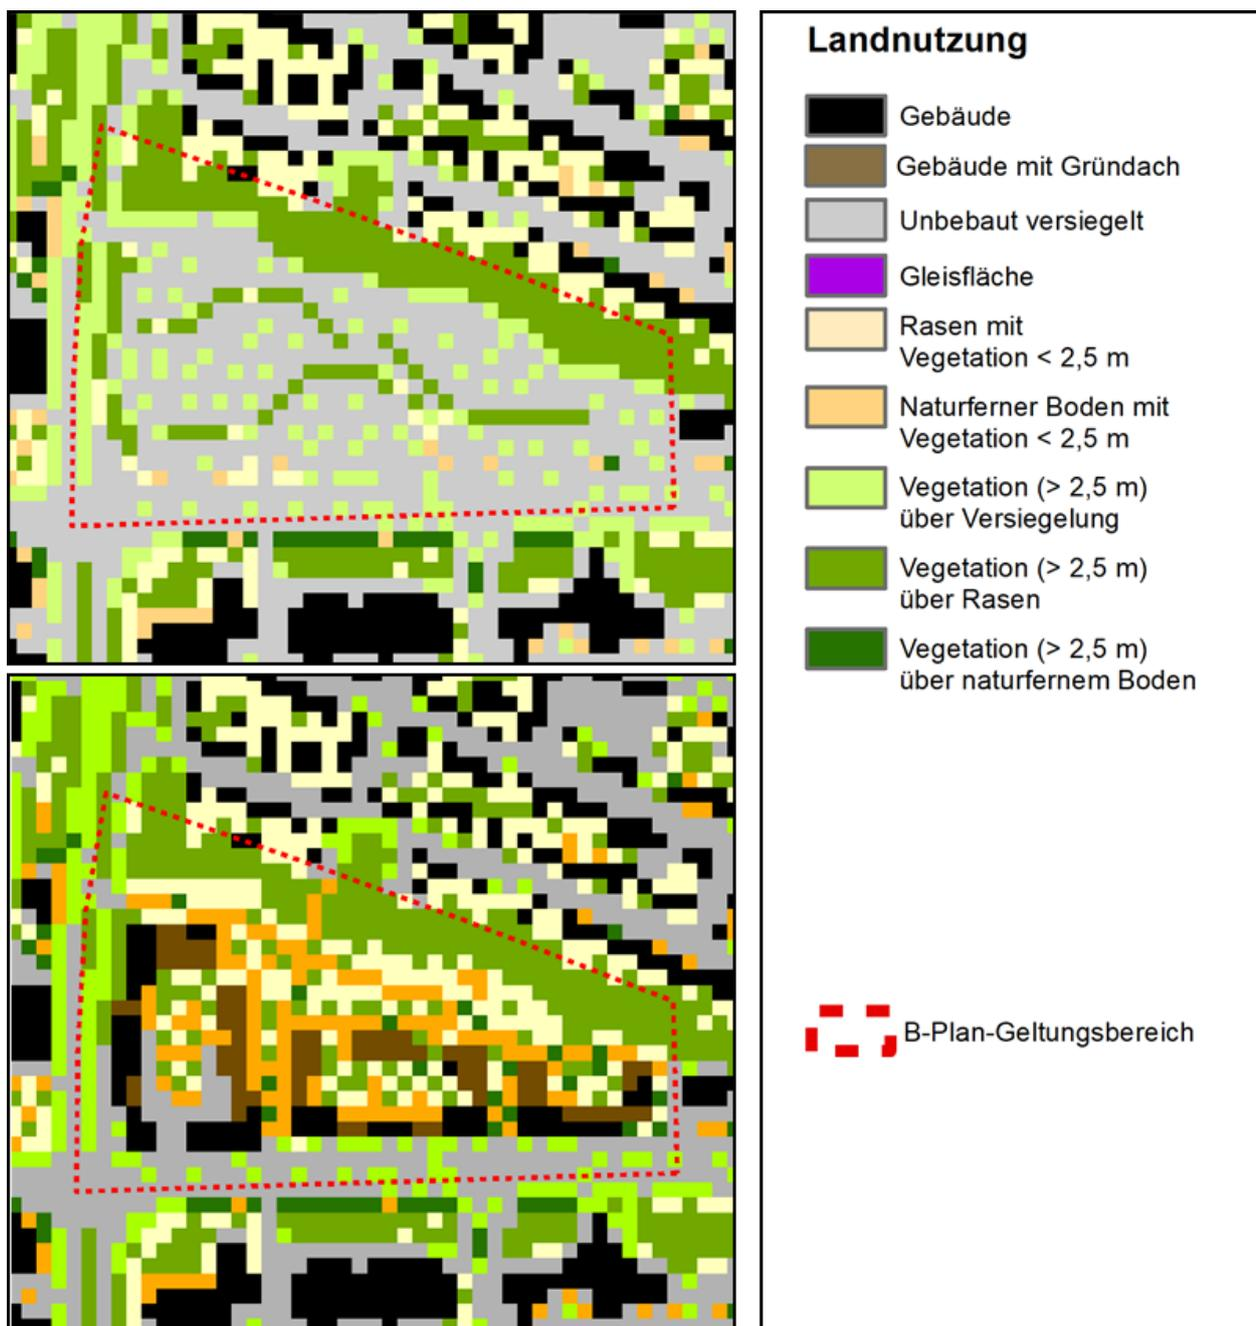 Landnutzung
Gebäude
Gebäude mit Gründach
Unbebaut versiegelt
Gleisfläche
Rasen mit
Vegetation < 2,5 m
Naturferner Boden mit
Vegetation < 2,5 m
Vegetation (> 2,5 m)
über Versiegelung
Vegetation (> 2,5 m)
über Rasen
Vegetation (> 2,5 m)
über naturfernem Boden
B-Plan-Geltungsbereich